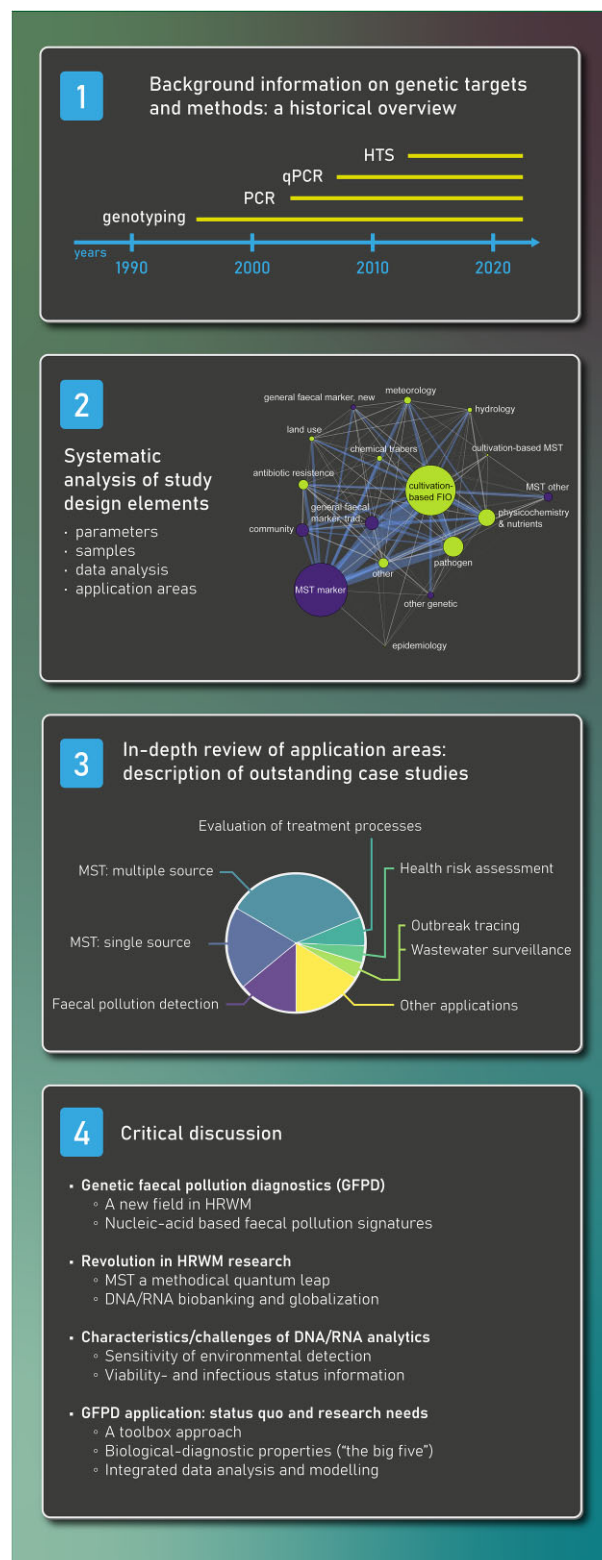 1
Background information on genetic targets
and methods: a historical overview
HTS
qPCR
PCR
genotyping
years
1990
2000
2010
2020
2
Systematic
analysis of study
design elements
· parameters
· samples
· data analysis
· application areas
meteorology
general faecal marker, new
hydrology
land use
chemical tracers
cultivation-based MST
antibiotic resistence
cultivation-
based FIO
MST other
general faecal
marker, trad.
physicochemistry
& nutrients
community
pathogen
other
MST marker
other genetic
epidemiology
3
In-depth review of application areas:
description of outstanding case studies
Evaluation of treatment processes
MST: multiple source
Health risk assessment
Outbreak tracing
MST: single source
Wastewater surveillance
Faecal pollution detection
Other applications
4
Critical discussion
▪ Genetic faecal pollution diagnostics (GFPD)
◦ A new field in HRWM
◦ Nucleic-acid based faecal pollution signatures
▪ Revolution in HRWM research
◦ MST a methodical quantum leap
◦ DNA/RNA biobanking and globalization
▪ Characteristics/challenges of DNA/RNA analytics
◦ Sensitivity of environmental detection
◦ Viability- and infectious status information
▪ GFPD application: status quo and research needs
◦ A toolbox approach
◦ Biological-diagnostic properties (“the big five”)
◦ Integrated data analysis and modelling